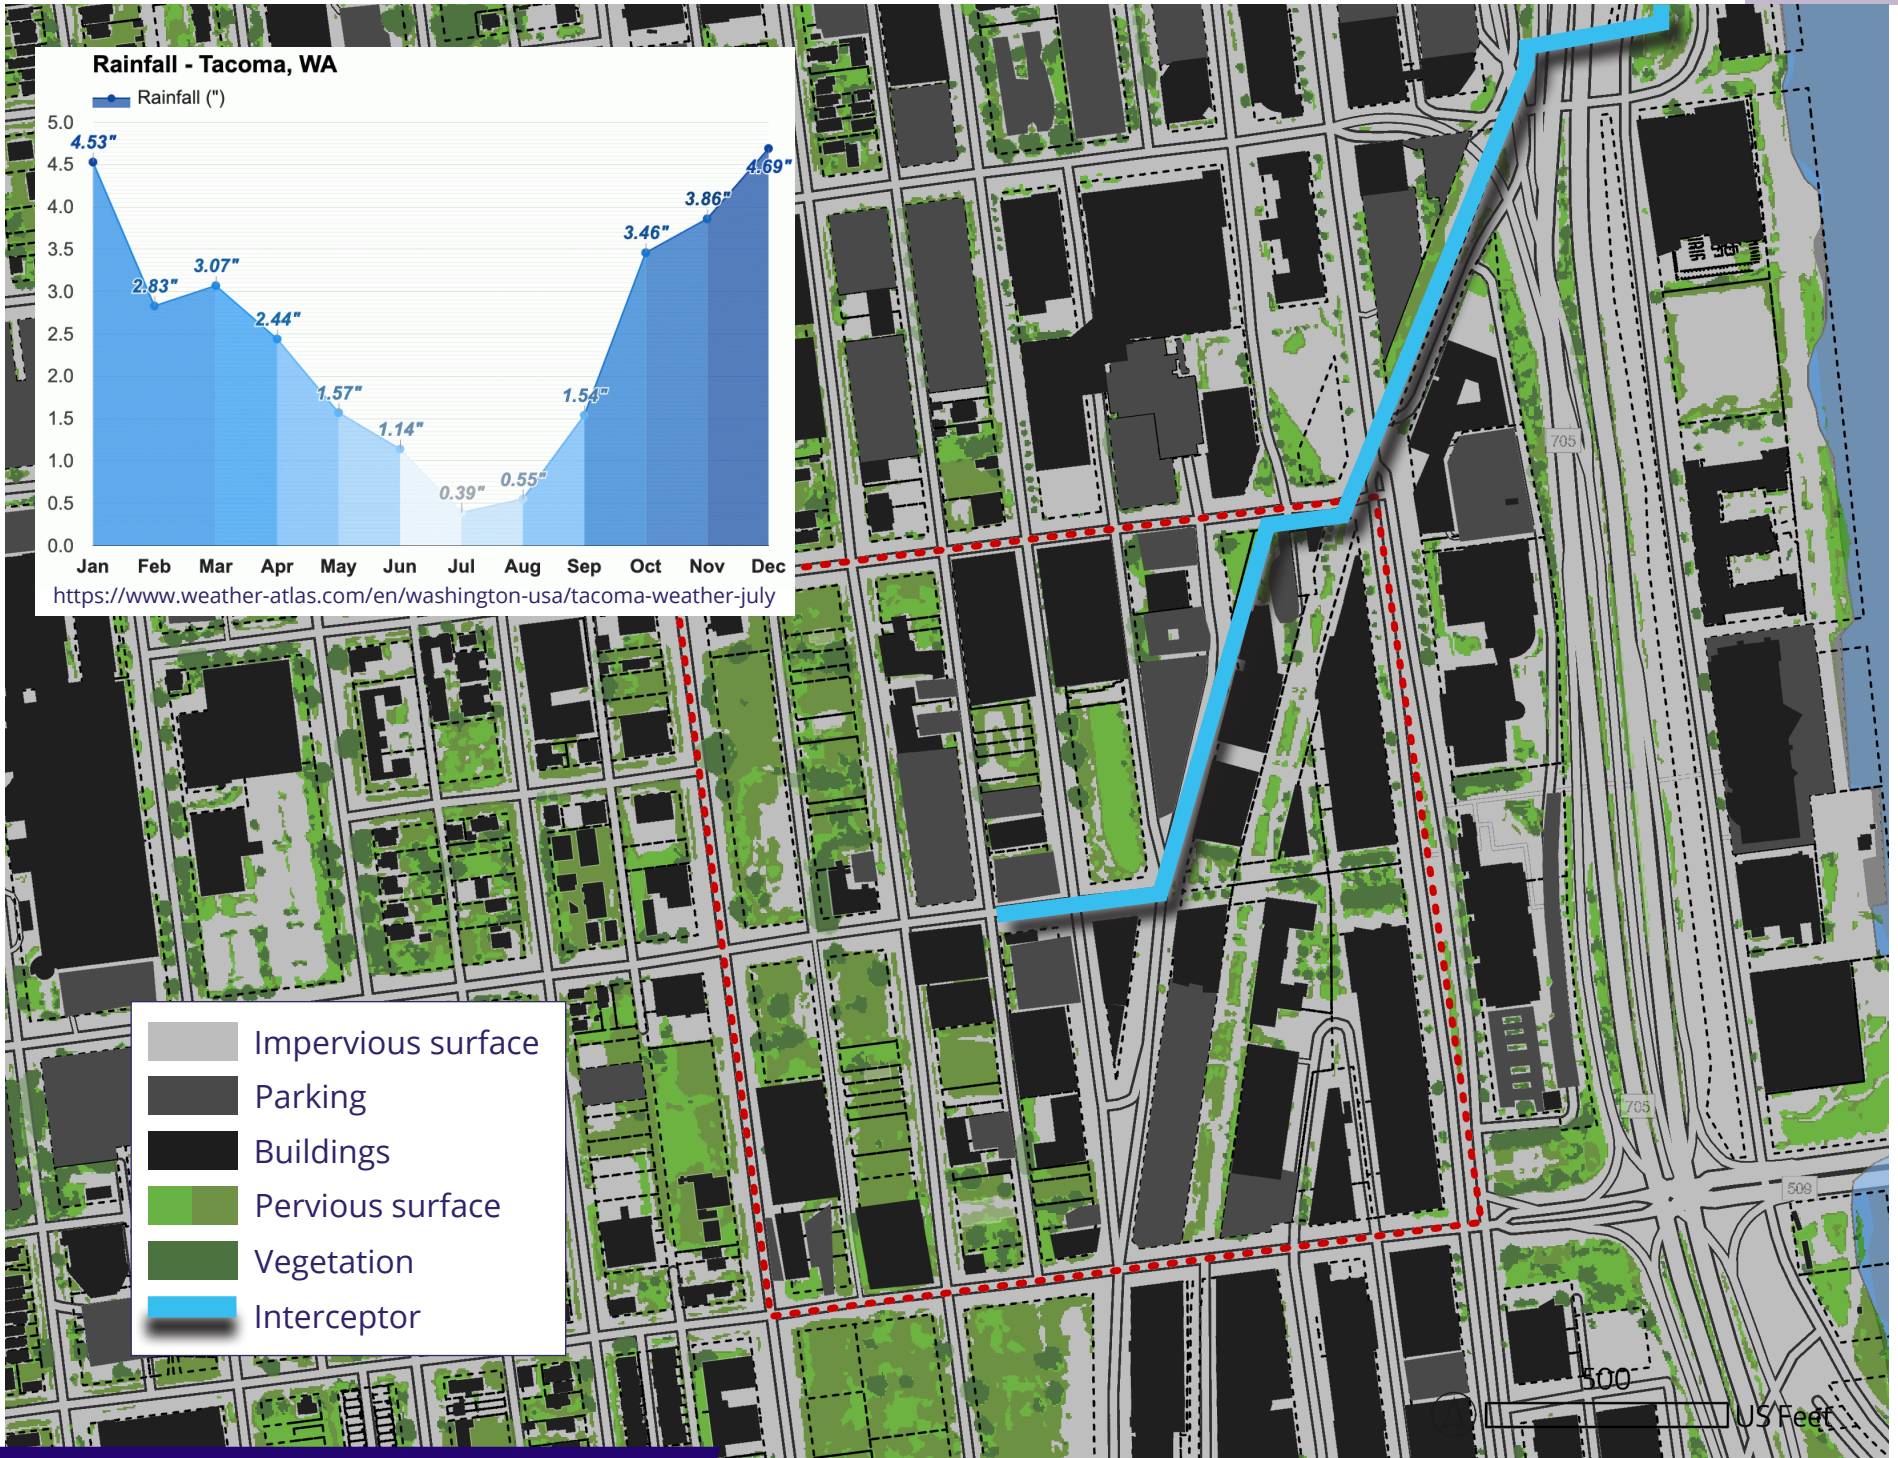 Rainfall - Tacoma, WA
Rainfall (")
5.0
4.5
4.0
3.5
3.0
2.5
2.0
1.5
1.0
0.5
0.0
4.53"
2.83"
3.07"
2.44"
1.57"
1.14"
0.39"
0.55"
1.54"
3.46"
3.86"
4.69"
Jan Feb Mar Apr May Jun Jul Aug Sep Oct Nov Dec
https://www.weather-atlas.com/en/washington-usa/tacoma-weather-july
705
705
509
Impervious surface
Parking
Buildings
Pervious surface
Vegetation
Interceptor
500
US Feet